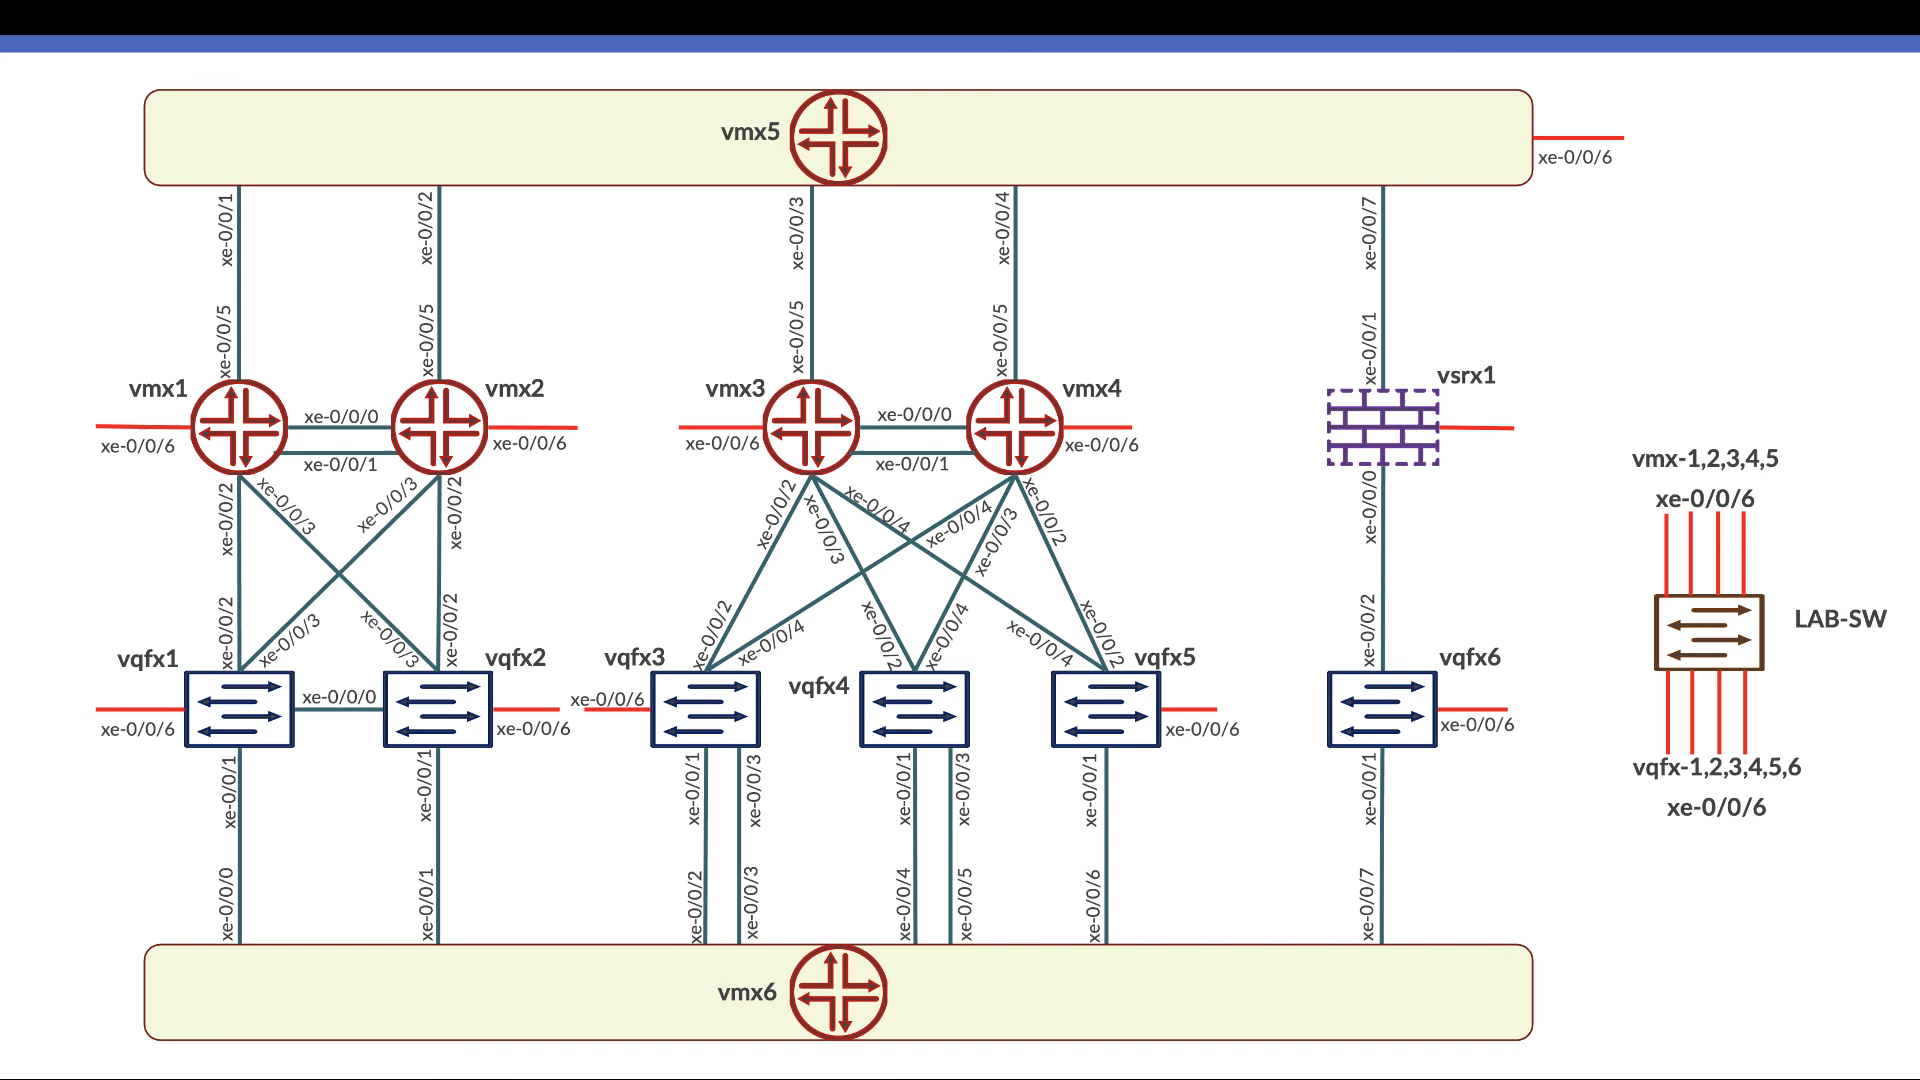 vmx5
xe-0/0/6
xe-0/0/1
xe-0/0/2
xe-0/0/3
xe-0/0/4
xe-0/0/7
xe-0/0/5
xe-0/0/5
xe-0/0/5
xe-0/0/5
xe-0/0/1
vmx1
vmx2
vmx3
vmx4
vsrx1
xe-0/0/0
xe-0/0/0
xe-0/0/6
xe-0/0/6
xe-0/0/6
xe-0/0/6
xe-0/0/1
xe-0/0/1
vmx-1,2,3,4,5
xe-0/0/6
xe-0/0/2
xe-0/0/3
xe-0/0/3
xe-0/0/2
xe-0/0/2
xe-0/0/3
xe-0/0/4
xe-0/0/4
xe-0/0/3
xe-0/0/2
xe-0/0/0
xe-0/0/2
xe-0/0/3
xe-0/0/3
xe-0/0/2
xe-0/0/2
xe-0/0/4
xe-0/0/2
xe-0/0/4
xe-0/0/4
xe-0/0/2
xe-0/0/2
LAB-SW
vqfx1
vqfx2
vqfx3
vqfx4
vqfx5
vqfx6
xe-0/0/0
xe-0/0/6
xe-0/0/6
xe-0/0/6
xe-0/0/6
xe-0/0/6
vqfx-1,2,3,4,5,6
xe-0/0/6
xe-0/0/1
xe-0/0/1
xe-0/0/1
xe-0/0/3
xe-0/0/1
xe-0/0/3
xe-0/0/1
xe-0/0/1
xe-0/0/0
xe-0/0/1
xe-0/0/2
xe-0/0/3
xe-0/0/4
xe-0/0/5
xe-0/0/6
xe-0/0/7
vmx6